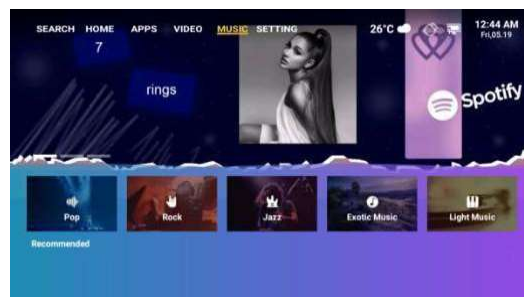 SEARCH HOME APPS VIDEO MUSIC SETTING 26°C 12:44 AM
Fri,05.19
7
rings
Spotify
Pop Rock Jazz Exotic Music Light Music
Recommended